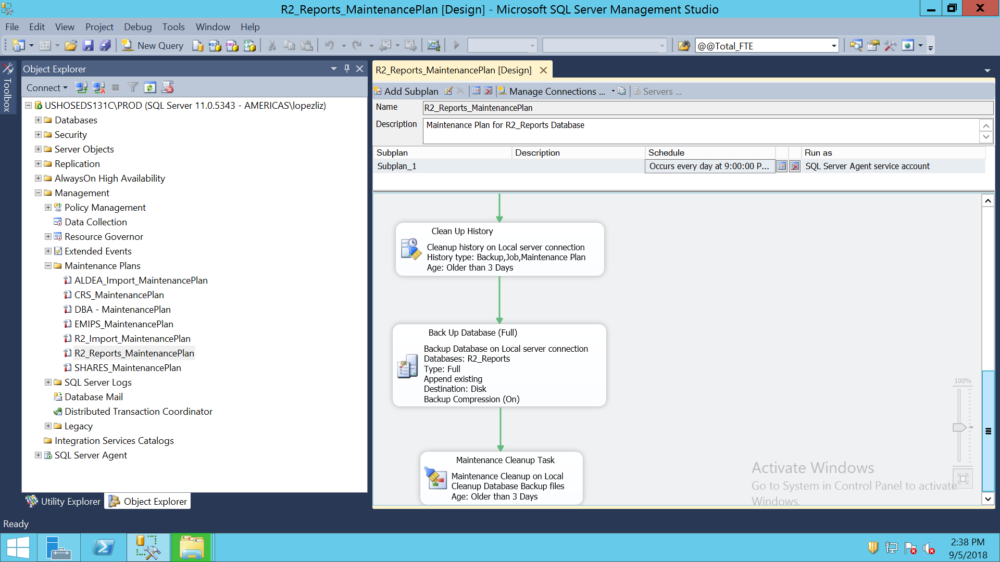 R2_Reports_MaintenancePlan [Design] - Microsoft SQL Server Management Studio
File Edit View Project Debug Tools Window Help
New Query
@@Total_FTE
Toolbox
Object Explorer
Connect
USHOSEDS131C\PROD (SQL Server 11.0.5343 - AMERICAS\lopezliz)
Databases
Security
Server Objects
Replication
AlwaysOn High Availability
Management
Policy Management
Data Collection
Resource Governor
Extended Events
Maintenance Plans
ALDEA_Import_MaintenancePlan
CRS_MaintenancePlan
DBA - MaintenancePlan
EMIPS_MaintenancePlan
R2_Import_MaintenancePlan
R2_Reports_MaintenancePlan
SHARES_MaintenancePlan
SQL Server Logs
Database Mail
Distributed Transaction Coordinator
Legacy
Integration Services Catalogs
SQL Server Agent
Utility Explorer
Object Explorer
R2_Reports_MaintenancePlan [Design]
Add Subplan
Manage Connections ...
Servers ...
Name
R2_Reports_MaintenancePlan
Description
Maintenance Plan for R2_Reports Database
Subplan Description Schedule Run as
Subplan_1 Occurs every day at 9:00:00 P... SQL Server Agent service account
Clean Up History
Cleanup history on Local server connection
History type: Backup,Job,Maintenance Plan
Age: Older than 3 Days
Back Up Database (Full)
Backup Database on Local server connection
Databases: R2_Reports
Type: Full
Append existing
Destination: Disk
Backup Compression (On)
Maintenance Cleanup Task
Maintenance Cleanup on Local
Cleanup Database Backup files
Age: Older than 3 Days
100%
Activate Windows
Go to System in Control Panel to activate
Windows.
Ready
2:38 PM
9/5/2018